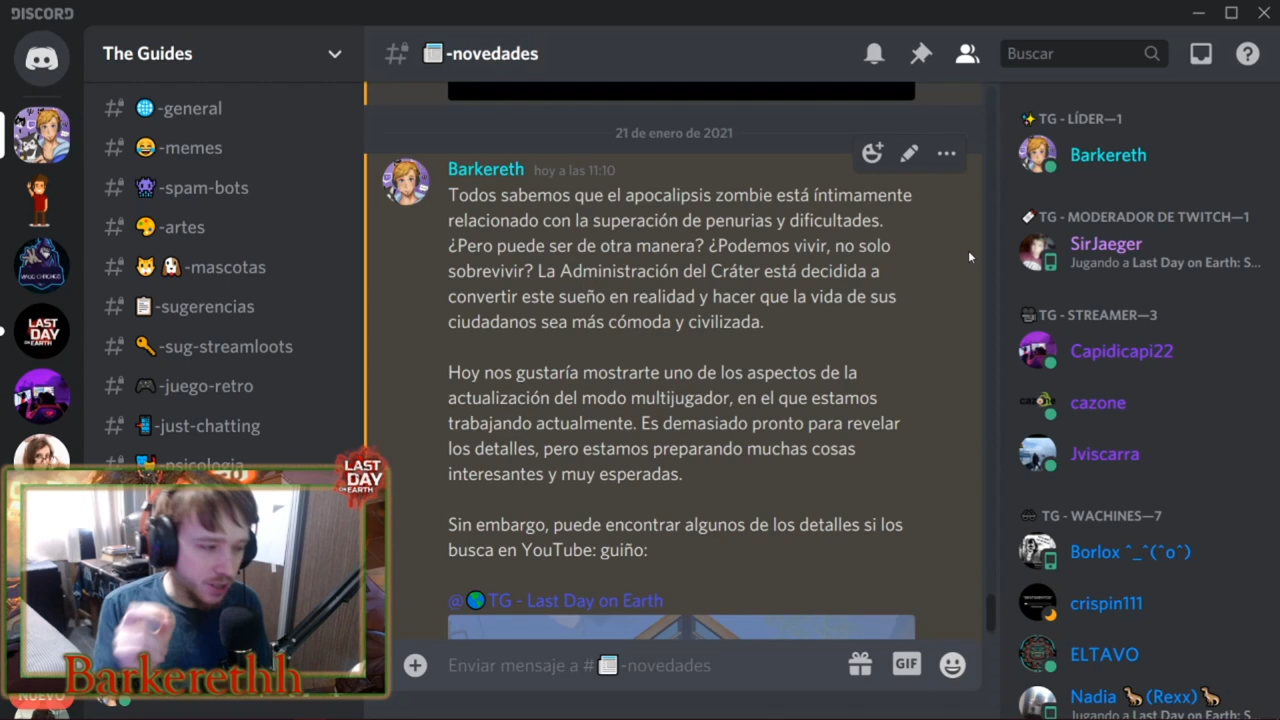 DISCORD
The Guides
-general
-memes
-spam-bots
-artes
-mascotas
-sugerencias
-sug-streamloots
-juego-retro
-just-chatting
-psicologia
LAST
DAY
ON EARTH
LAST
DAY
ON EARTH
Barkerethh
NUEVO
-novedades
Buscar
21 de enero de 2021
Barkereth hoy a las 11:10
Todos sabemos que el apocalipsis zombie está íntimamente
relacionado con la superación de penurias y dificultades.
¿Pero puede ser de otra manera? ¿Podemos vivir, no solo
sobrevivir? La Administración del Cráter está decidida a
convertir este sueño en realidad y hacer que la vida de sus
ciudadanos sea más cómoda y civilizada.
Hoy nos gustaría mostrarte uno de los aspectos de la
actualización del modo multijugador, en el que estamos
trabajando actualmente. Es demasiado pronto para revelar
los detalles, pero estamos preparando muchas cosas
interesantes y muy esperadas.
Sin embargo, puede encontrar algunos de los detalles si los
busca en YouTube: guiño:
@🌍TG - Last Day on Earth
Enviar mensaje a #📰-novedades
GIF
TG - LÍDER—1
Barkereth
TG - MODERADOR DE TWITCH—1
SirJaeger
Jugando a Last Day on Earth: S...
TG - STREAMER—3
Capidicapi22
cazone
Jviscarra
TG - WACHINES—7
Borlox ^_^(^o^)
crispin111
ELTAVO
Nadia 🐆(Rexx)🐆
Jugando a Last Day on Earth: S...